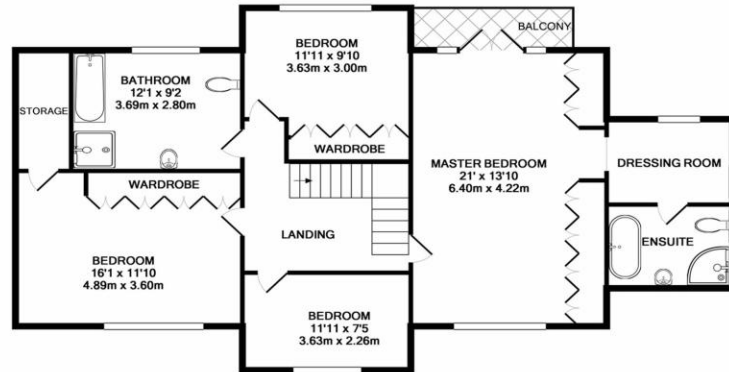 BEDROOM
11'11 x 9'10
3.63m x 3.00m
BALCONY
BATHROOM
12'1 x 9'2
3.69m x 2.80m
STORAGE
WARDROBE
MASTER BEDROOM
21' x 13'10
6.40m x 4.22m
DRESSING ROOM
WARDROBE
LANDING
ENSUITE
BEDROOM
16'1 x 11'10
4.89m x 3.60m
BEDROOM
11'11 x 7'5
3.63m x 2.26m